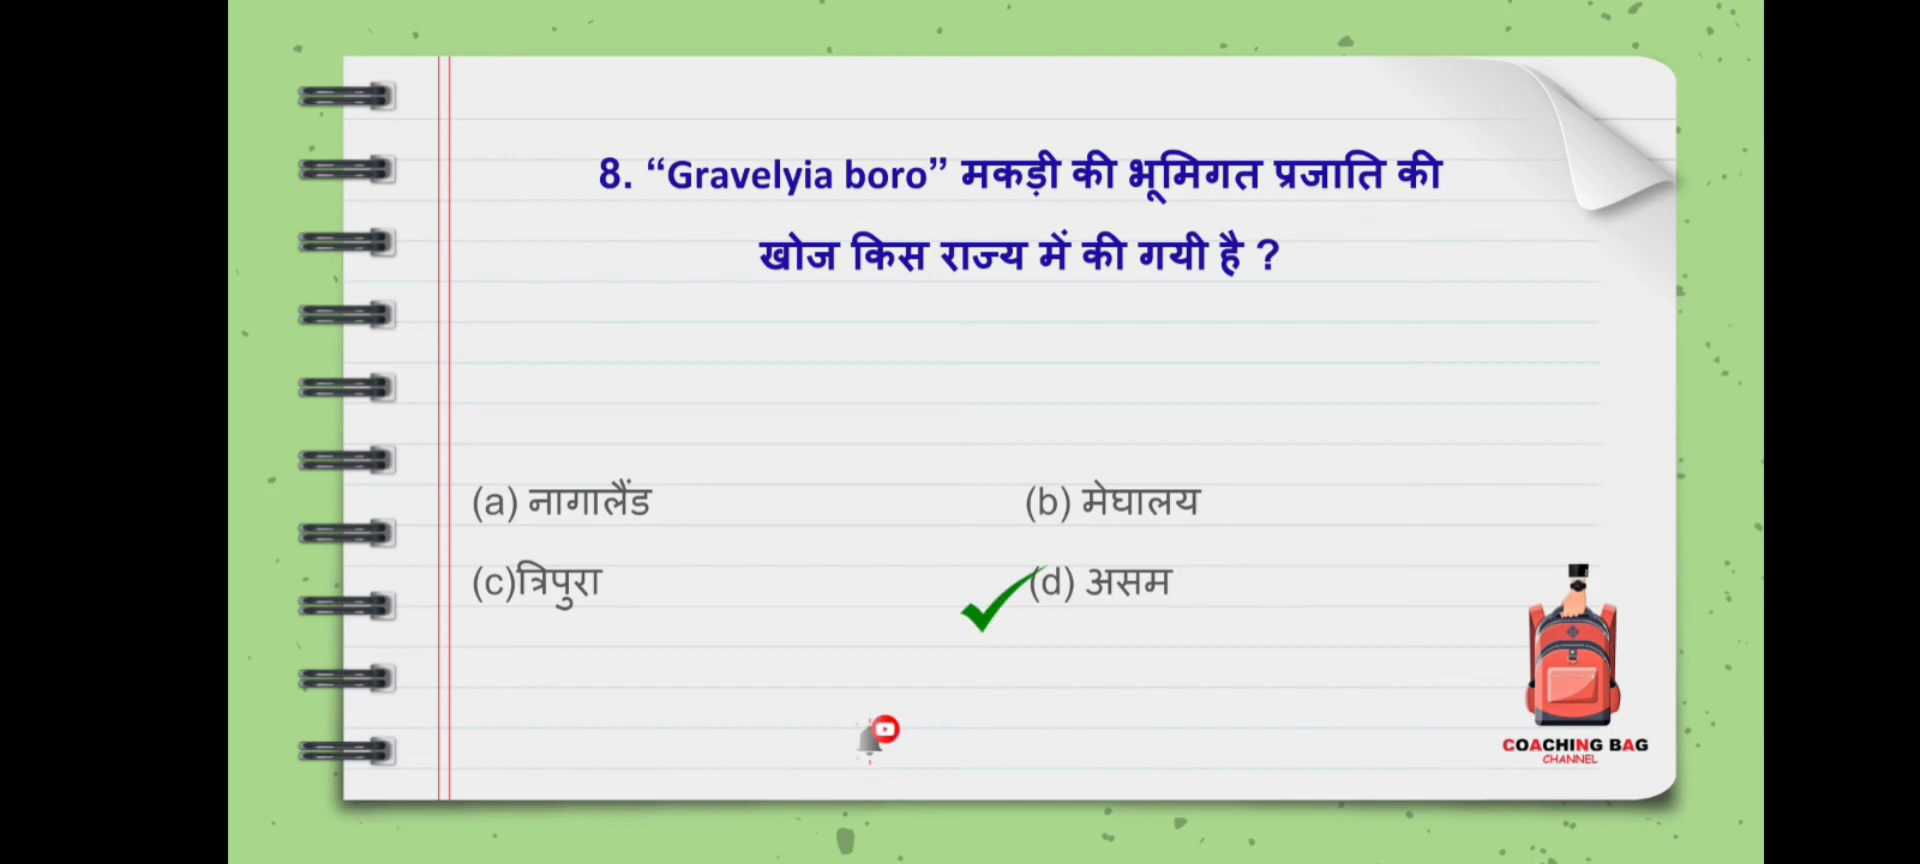 8. “Gravelyia boro” मकड़ी की भूमिगत प्रजाति की
खोज किस राज्य में की गयी है ?
(a) नागालैंड
(b) मेघालय
(c)त्रिपुरा
(d) असम
COACHING BAG
CHANNEL